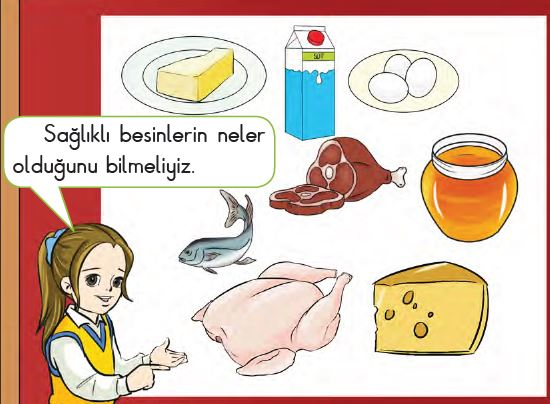 SÜT
Sağlıklı besinlerin neler
olduğunu bilmeliyiz.